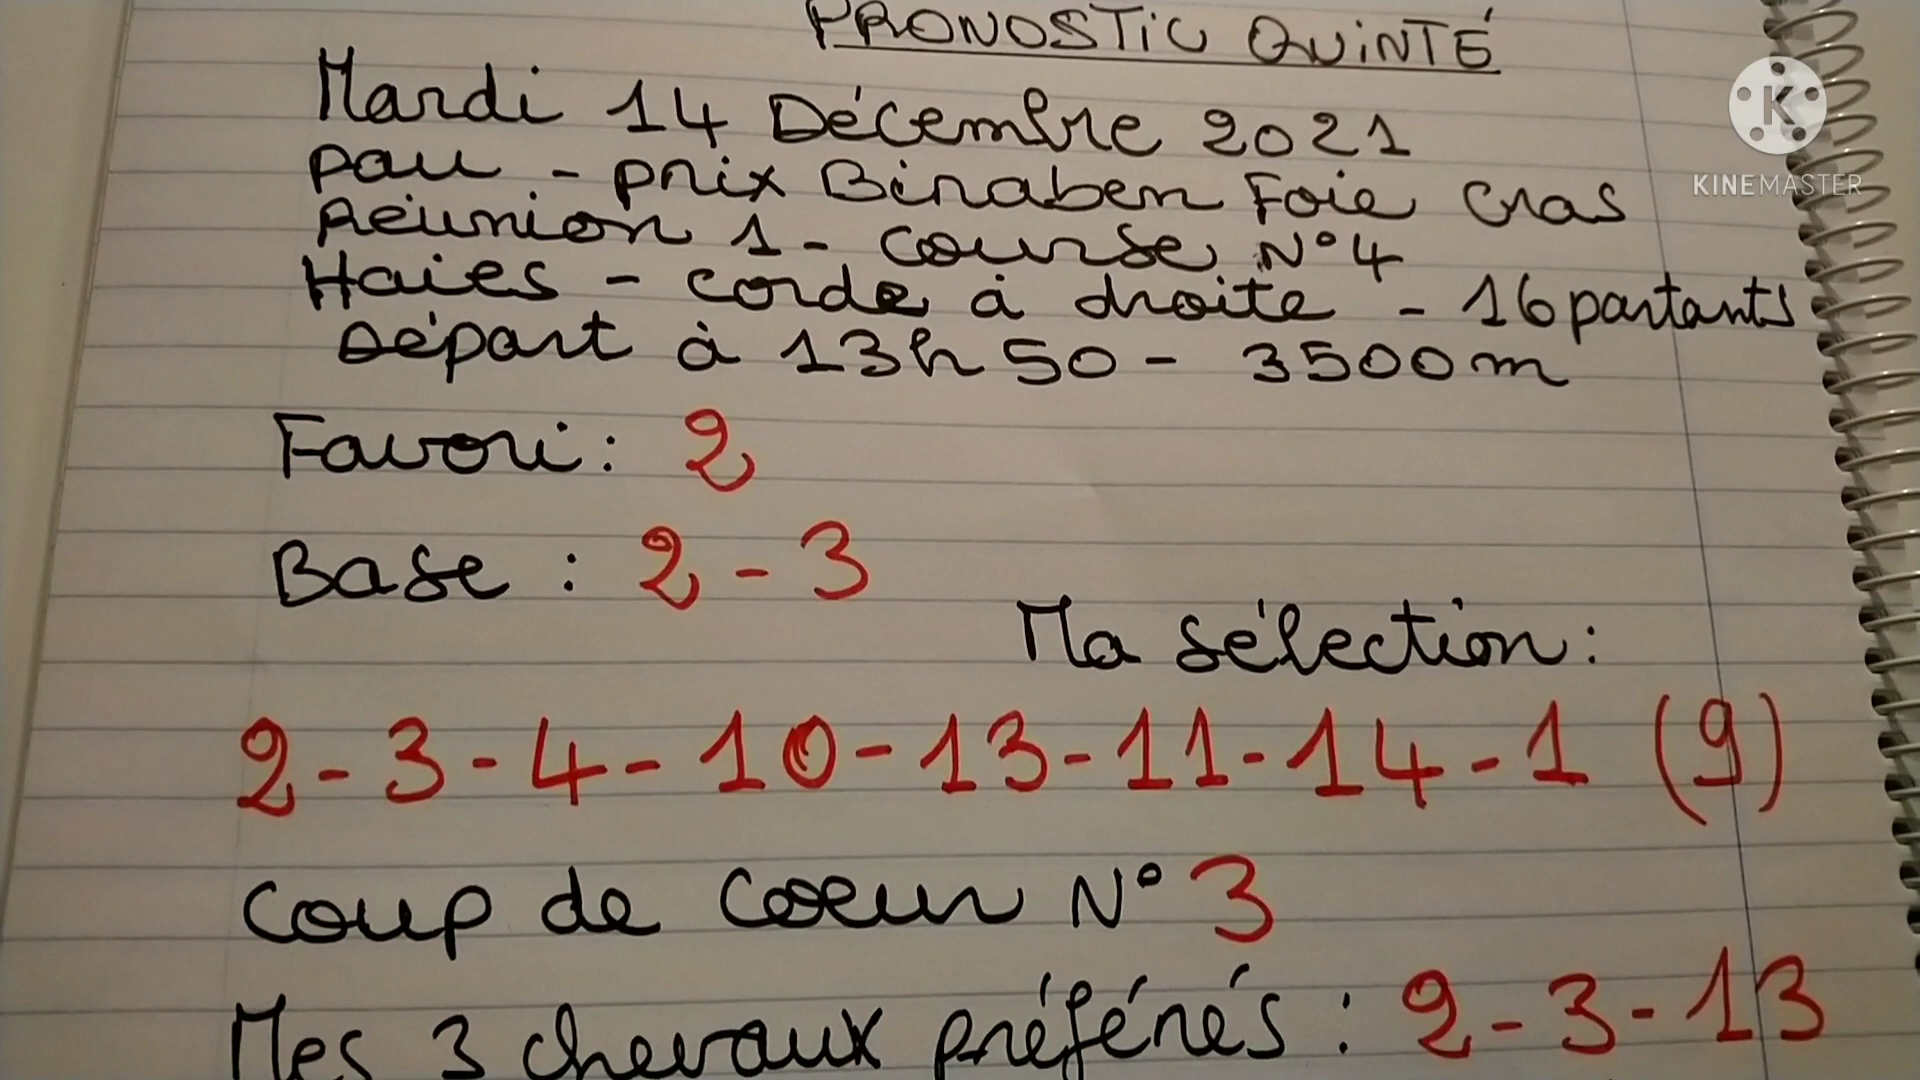 PRONOSTIC QUINTÉ
Mardi 14 Décembre 2021
Pau - prix Binaben Foie Gras
Réunion 1 - course N°4
Haies - corde à droite - 16 partants
Départ à 13h50 - 3500m
Favori : 2
Base : 2 - 3
Ma sélection :
2 - 3 - 4 - 10 - 13 - 11 - 14 - 1 (9)
Coup de coeur N° 3
Mes 3 chevaux préférés : 2 - 3 - 13
K
KINEMASTER